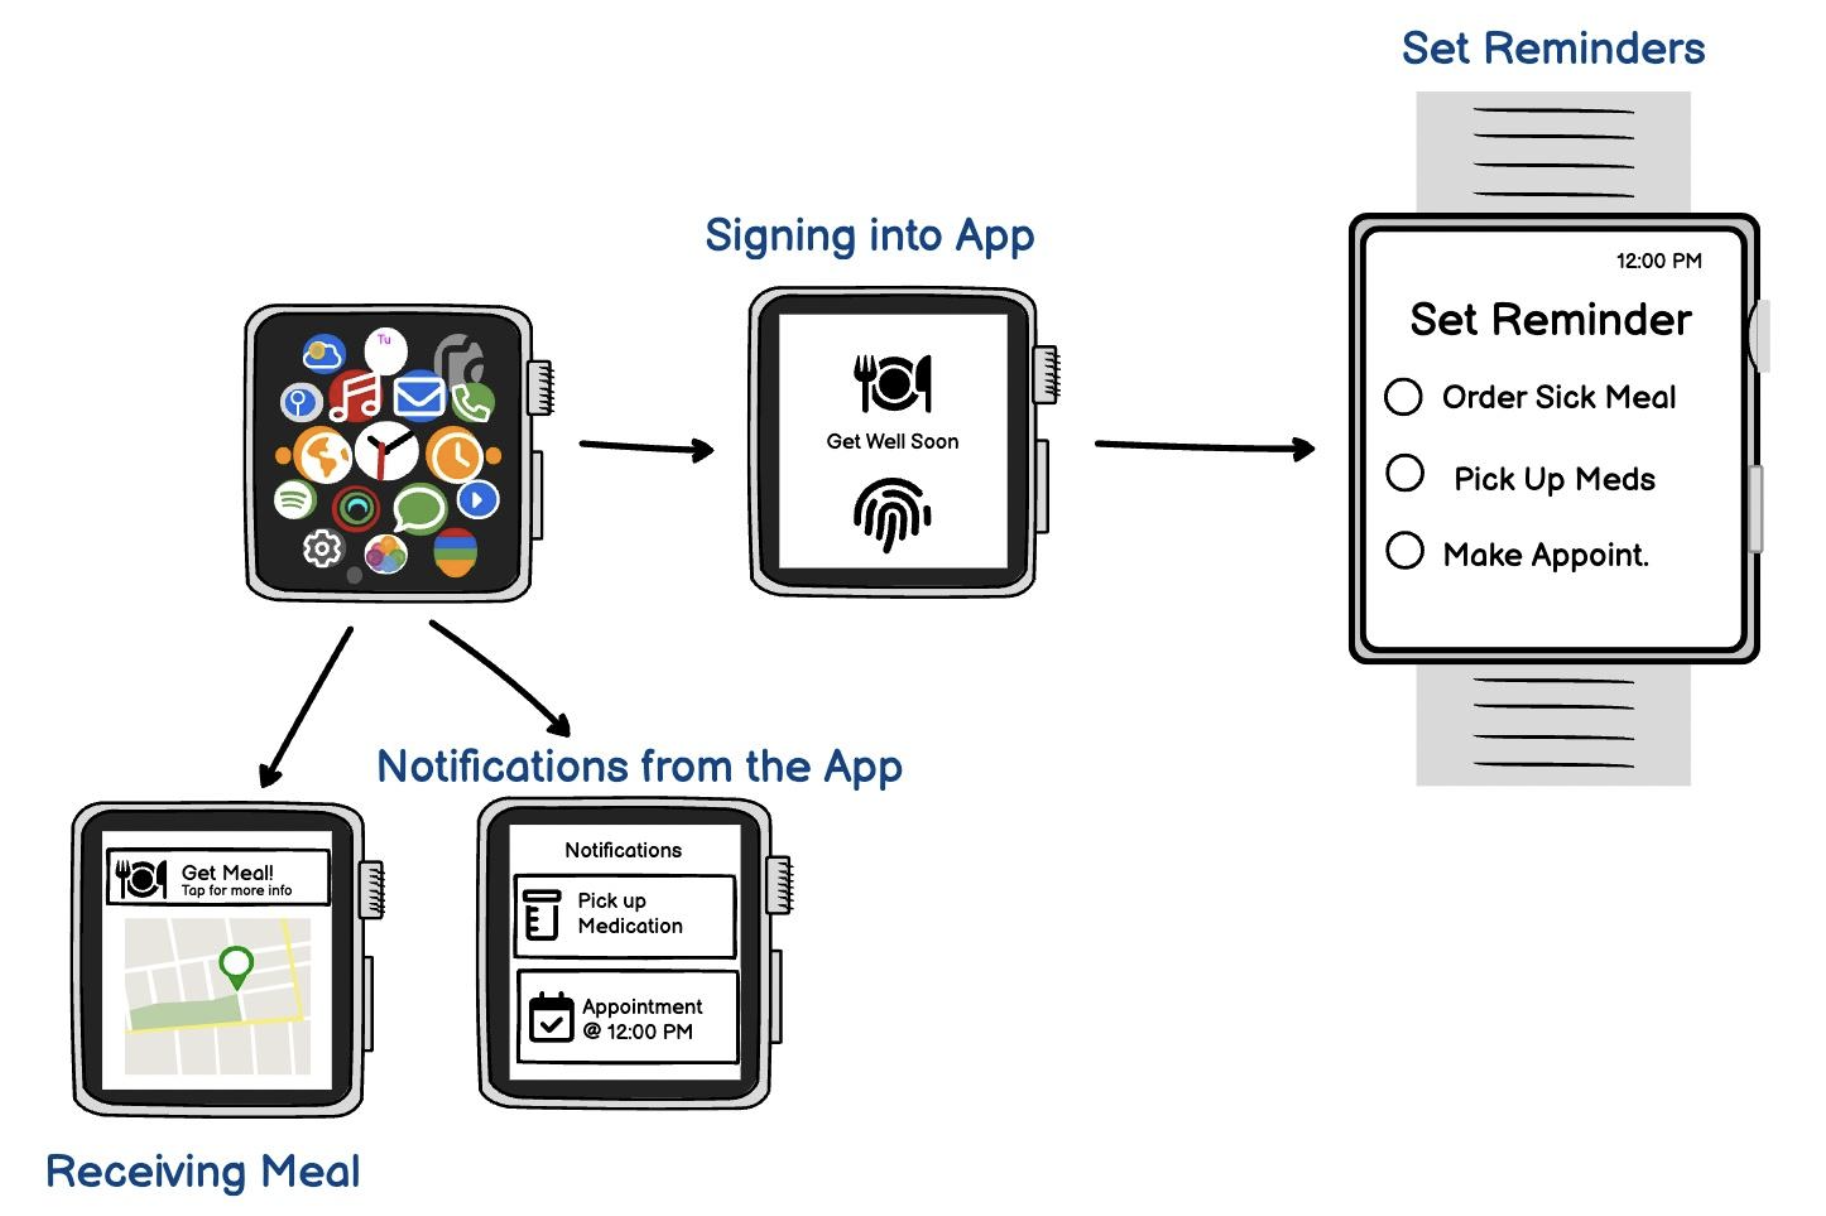 Set Reminders
12:00 PM
Set Reminder
Order Sick Meal
Pick Up Meds
Make Appoint.
Signing into App
Get Well Soon
Tu
Notifications from the App
Notifications
Pick up
Medication
Appointment
@ 12:00 PM
Get Meal!
Tap for more info
Receiving Meal